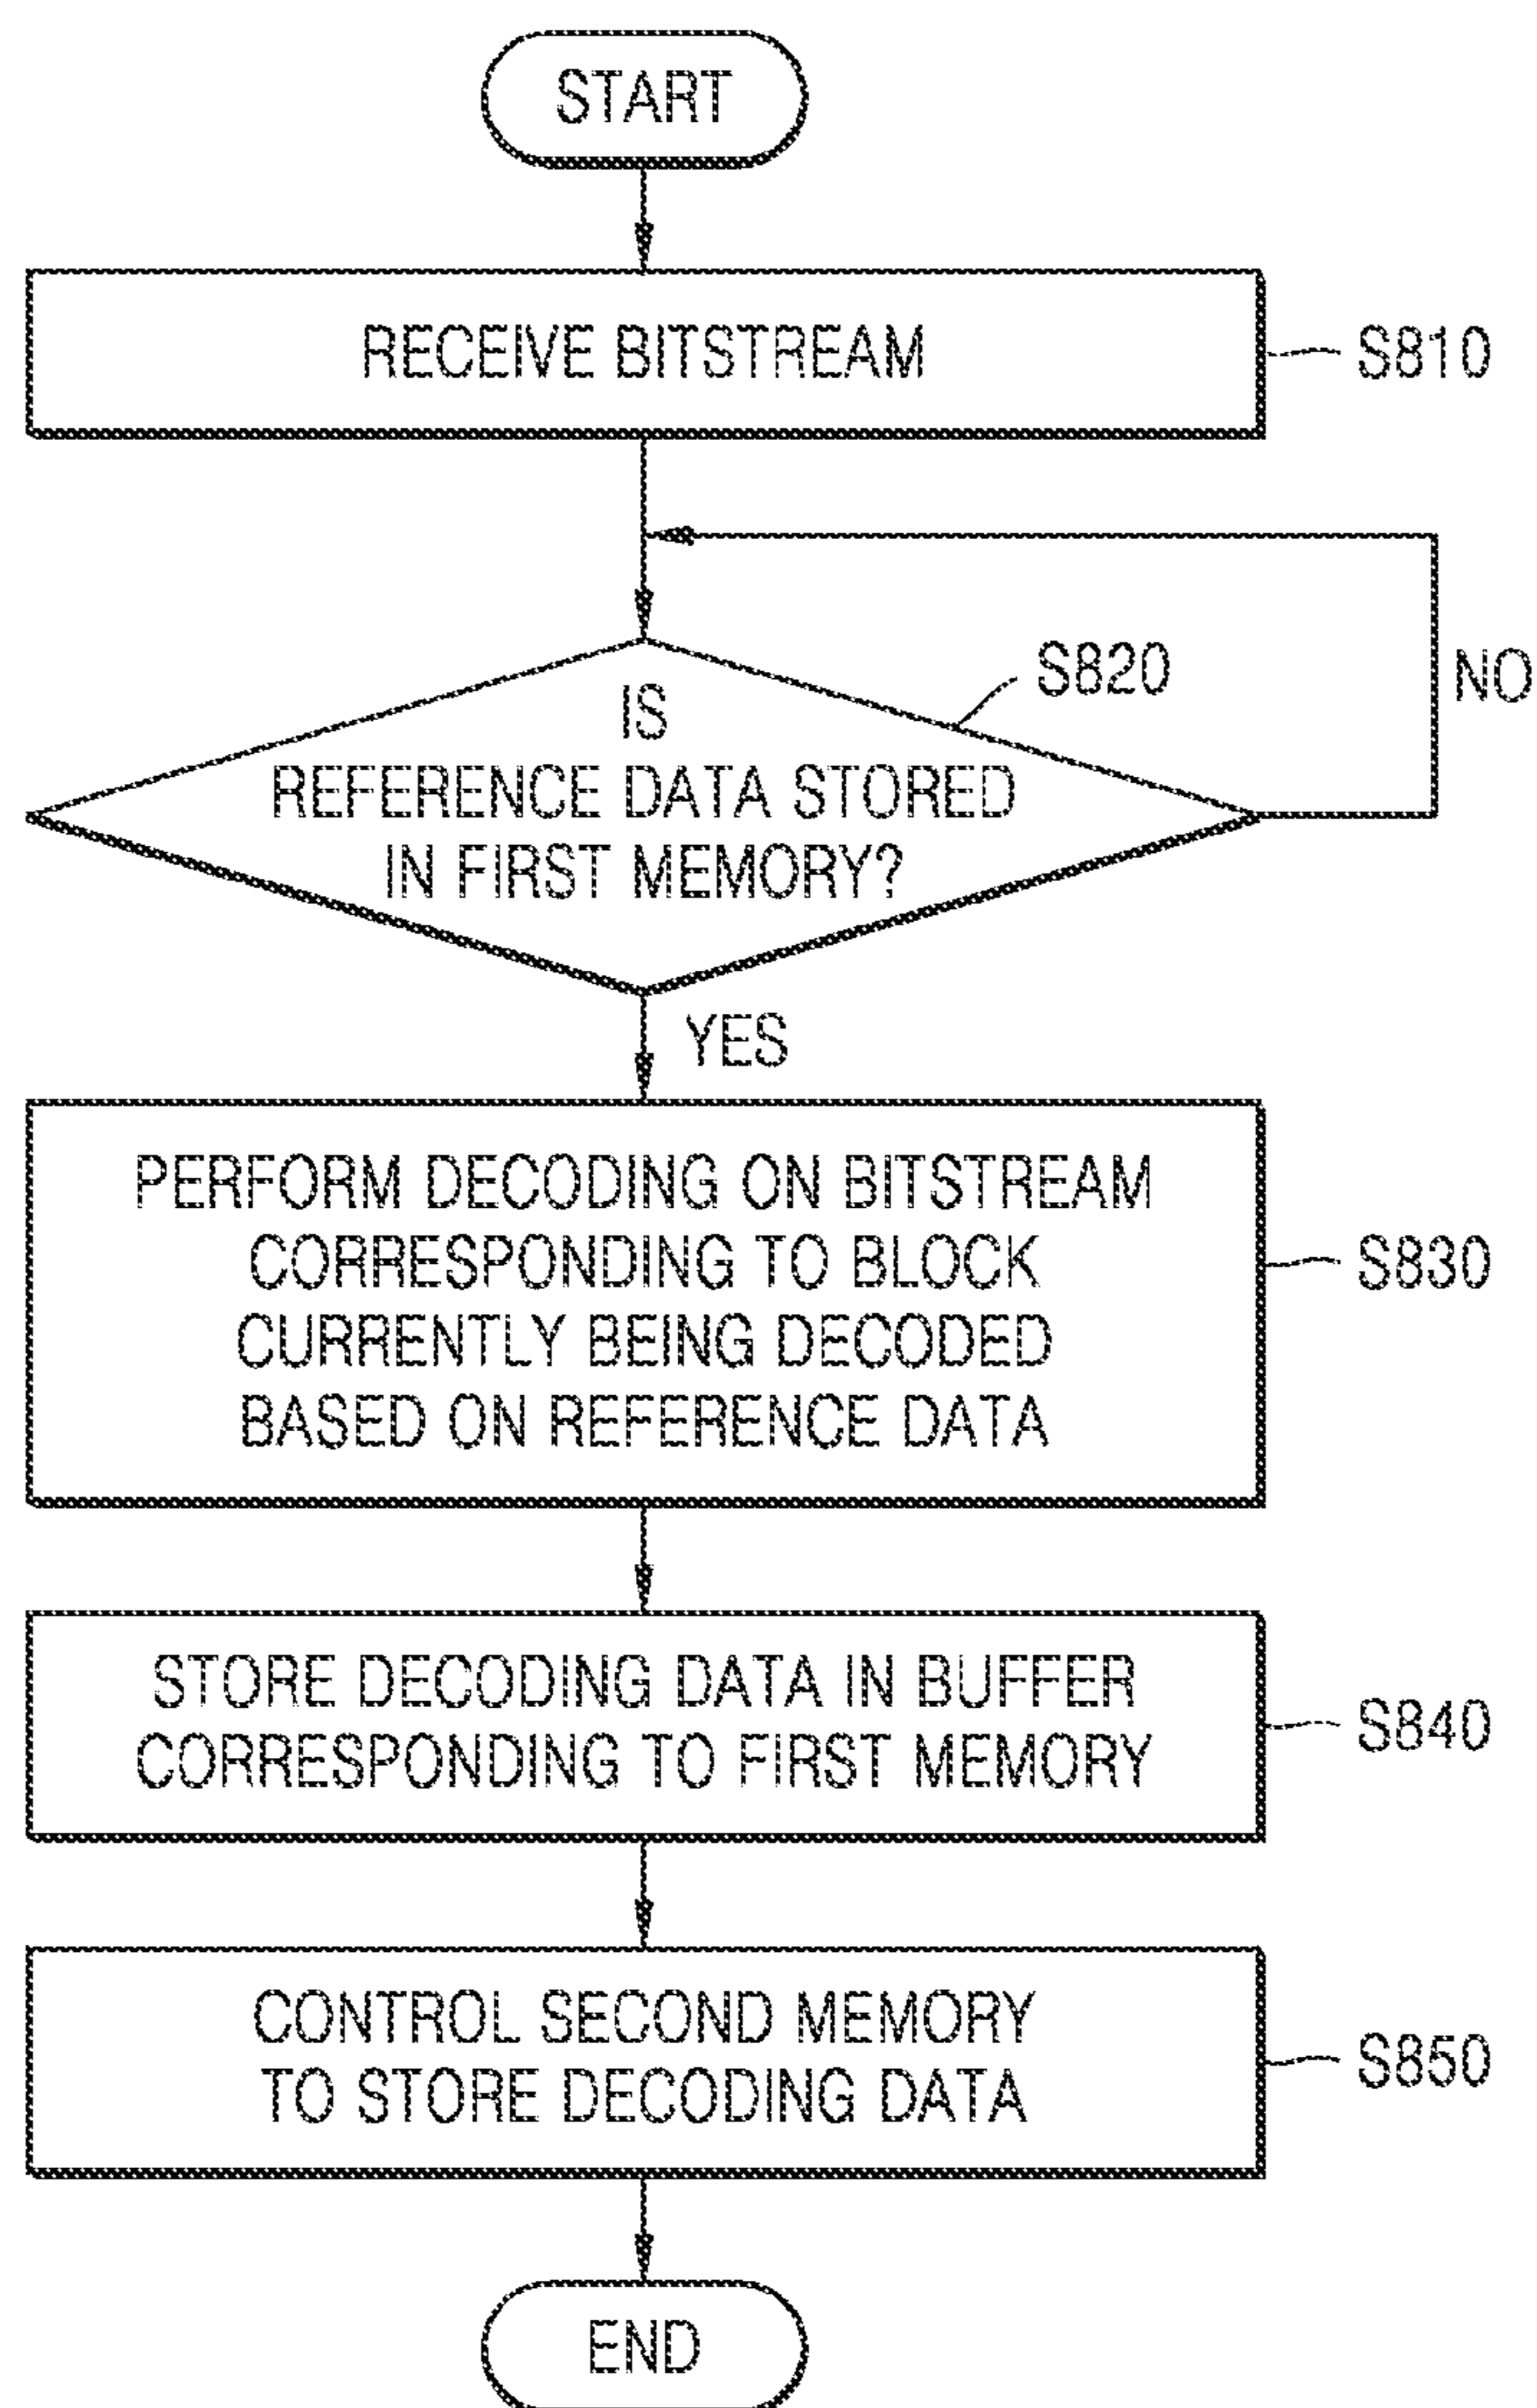 START
RECEIVE BITSTREAM
S810
S820
NO
IS
REFERENCE DATA STORED
IN FIRST MEMORY?
YES
PERFORM DECODING ON BITSTREAM
CORRESPONDING TO BLOCK
CURRENTLY BEING DECODED
BASED ON REFERENCE DATA
S830
STORE DECODING DATA IN BUFFER
CORRESPONDING TO FIRST MEMORY
S840
CONTROL SECOND MEMORY
TO STORE DECODING DATA
S850
END